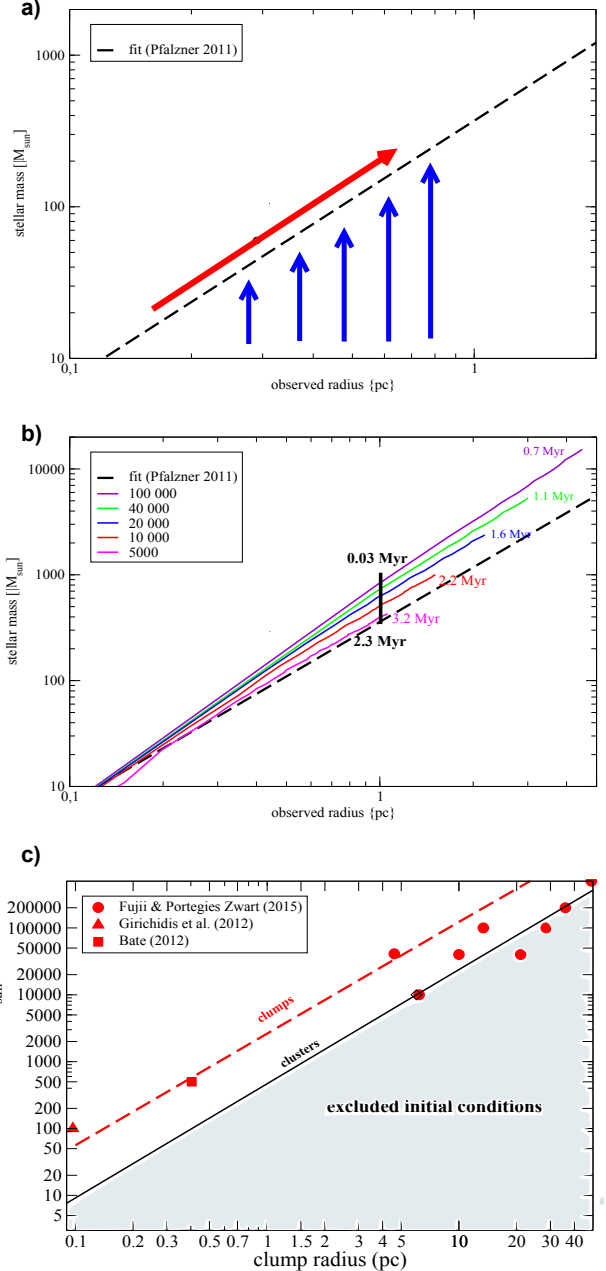 a)
fit (Pfalzner 2011)
1000
100
10
stellar mass [|M_sun]
0,1
1
observed radius {pc}
b)
fit (Pfalzner 2011)
100 000
40 000
20 000
10 000
5000
0.7 Myr
1.1 Myr
1.6 Myr
2.2 Myr
3.2 Myr
0.03 Myr
2.3 Myr
10000
1000
100
10
stellar mass [|M_sun]
0,1
1
observed radius {pc}
c)
Fujii & Portegies Zwart (2015)
Girichidis et al. (2012)
Bate (2012)
200000
100000
50000
20000
10000
5000
2000
1000
500
200
100
50
20
10
5
sun
clumps
clusters
excluded initial conditions
0.1
0.2
0.3
0.5
0.7
1
1.5
2
3
4
5
10
20
30
40
clump radius (pc)